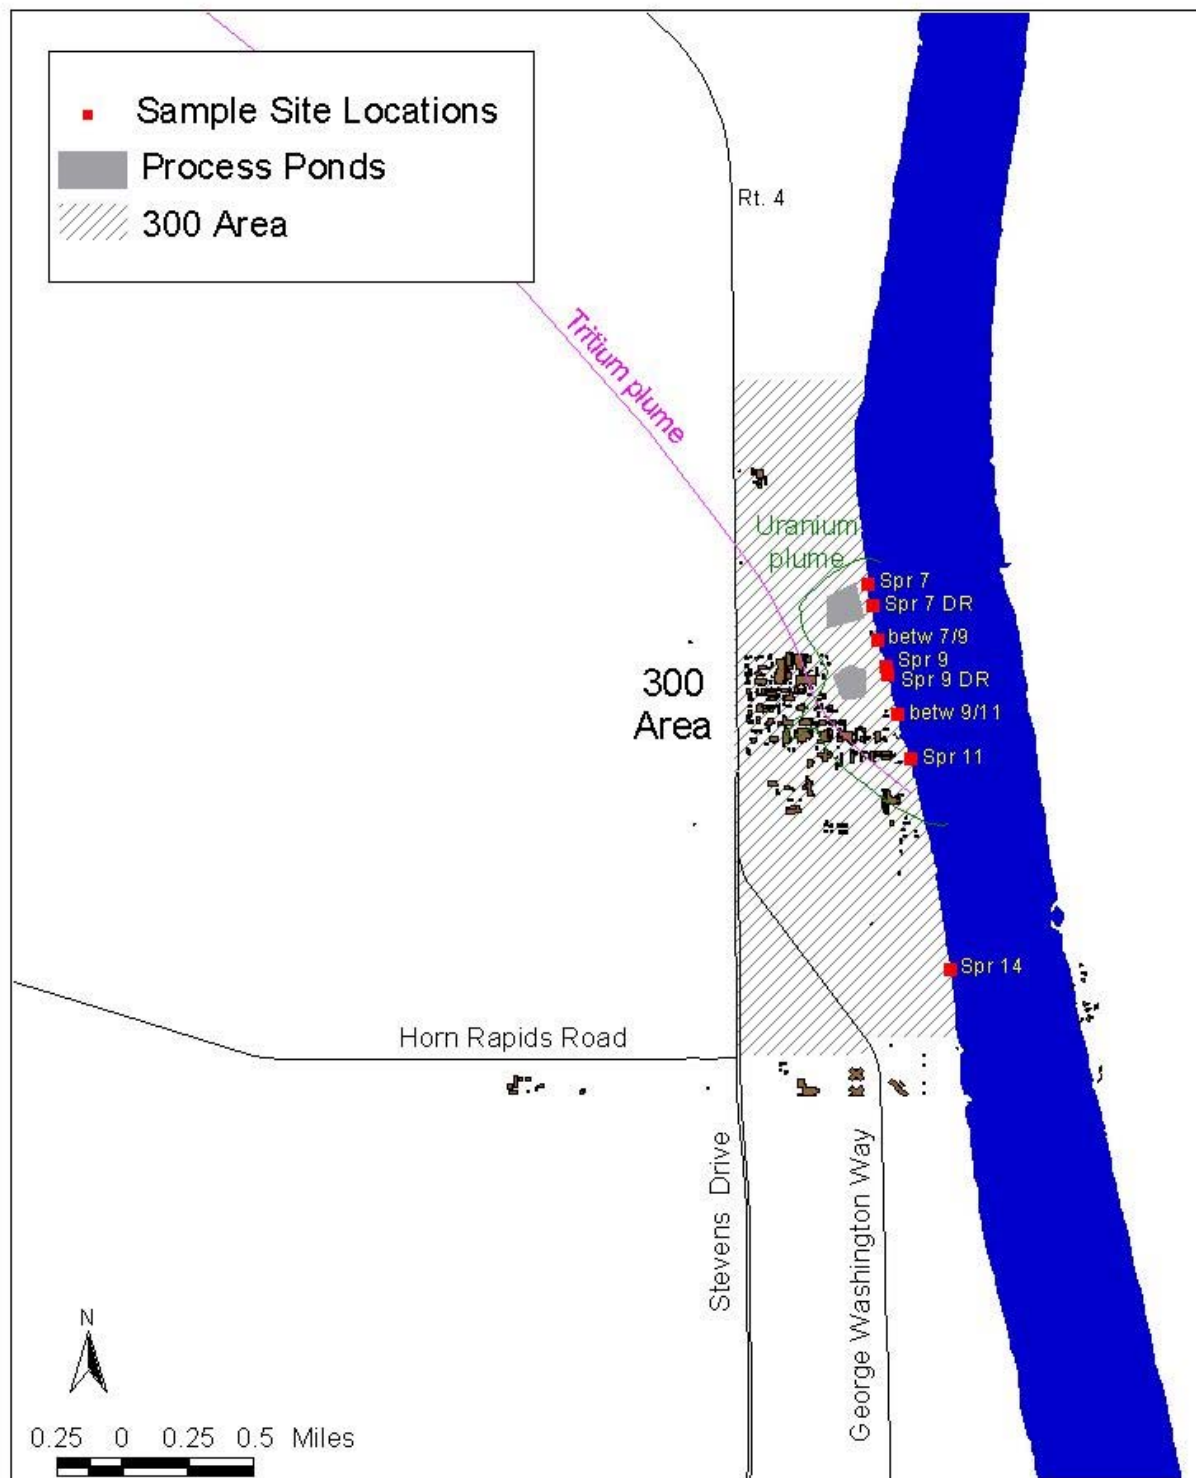 Sample Site Locations
Process Ponds
300 Area
Rt. 4
Tritium plume
Uranium
plume
Spr 7
Spr 7 DR
betw 7/9
Spr 9
Spr 9 DR
betw 9/11
Spr 11
300
Area
Spr 14
Horn Rapids Road
Stevens Drive
George Washington Way
N
0.25 0 0.25 0.5 Miles